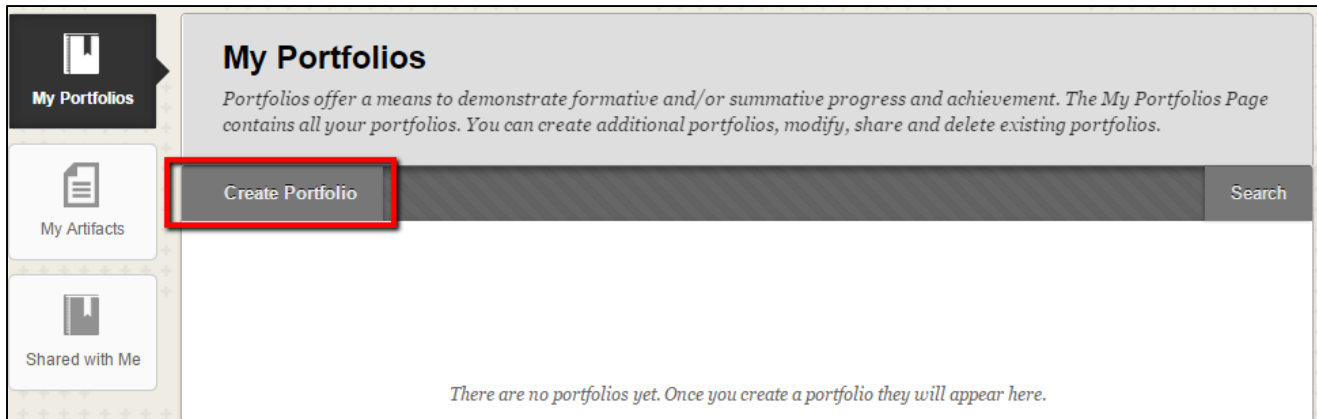 My Portfolios
My Portfolios
Portfolios offer a means to demonstrate formative and/or summative progress and achievement. The My Portfolios Page
contains all your portfolios. You can create additional portfolios, modify, share and delete existing portfolios.
Create Portfolio
Search
My Artifacts
Shared with Me
There are no portfolios yet. Once you create a portfolio they will appear here.